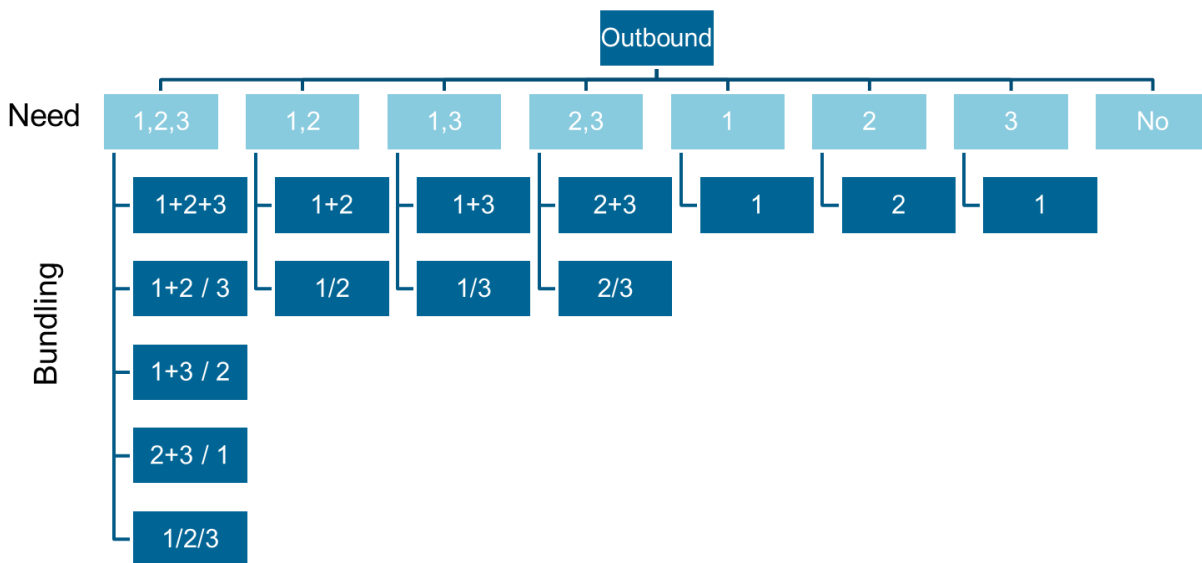 Outbound
Need
1,2,3
1,2
1,3
2,3
1
2
3
No
Bundling
1+2+3
1+2
1+3
2+3
1
2
1
1+2 / 3
1/2
1/3
2/3
1+3 / 2
2+3 / 1
1/2/3